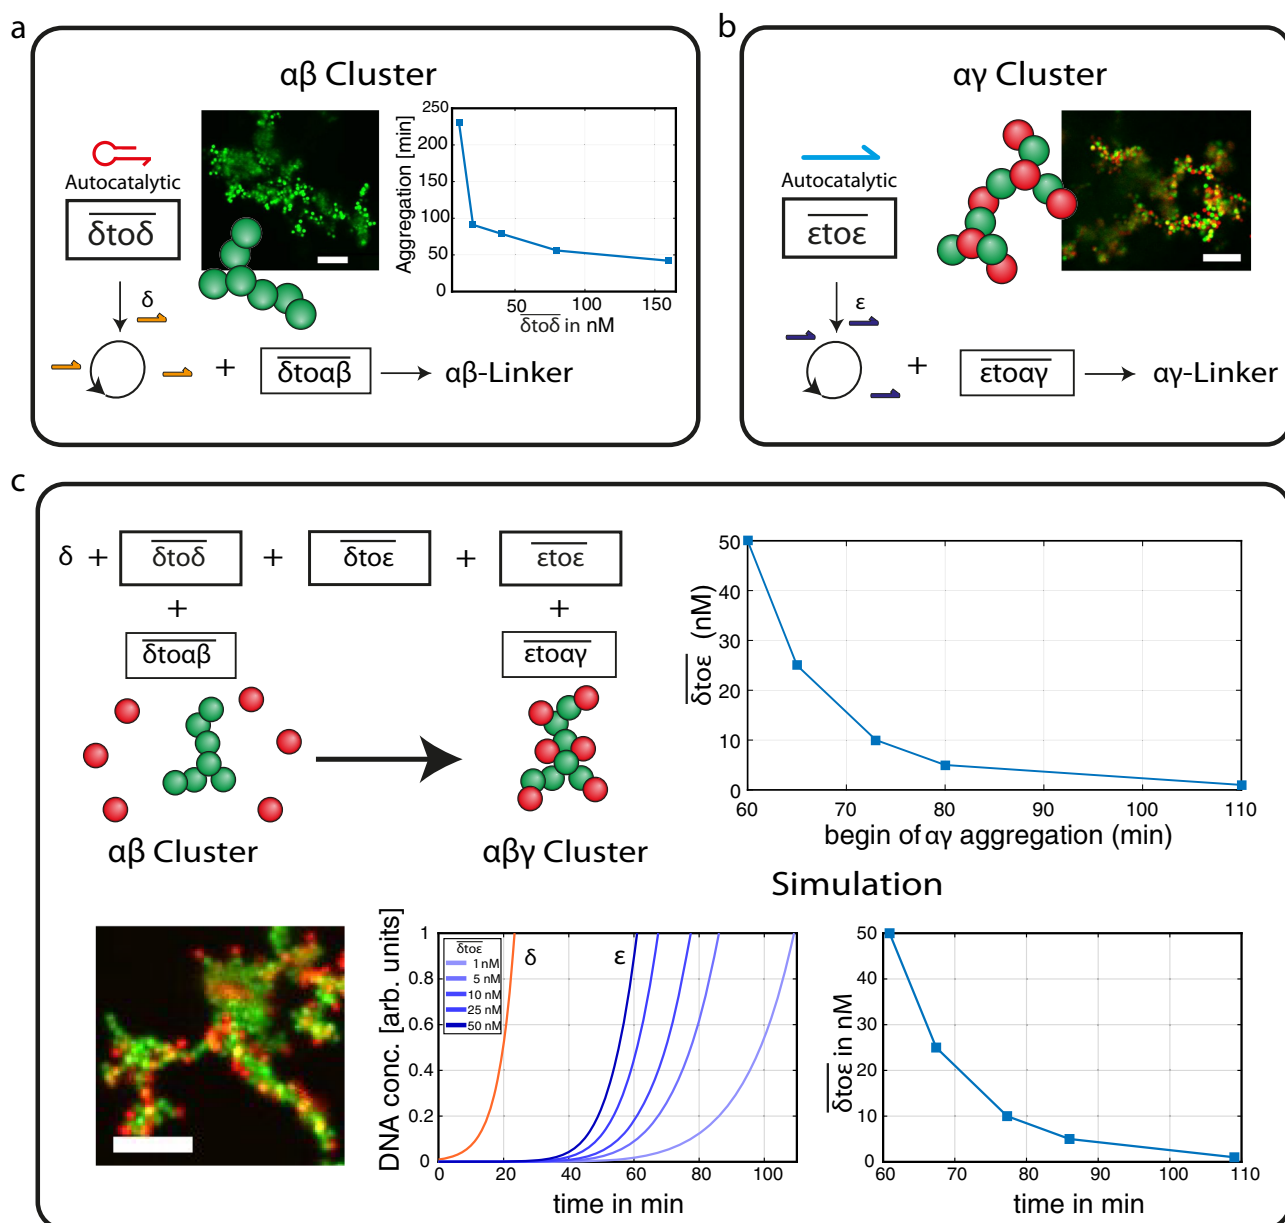 a
αβ Cluster
Autocatalytic
δtoδ
δ
+
δtoαβ
αβ-Linker
Aggregation [min]
250
200
150
100
50
0
50
100
150
δtoδ in nM
b
αγ Cluster
Autocatalytic
εtoε
ε
+
εtoαγ
αγ-Linker
c
δ + δtoδ + δtoε + εtoε
+ +
δtoαβ εtoαγ
αβ Cluster
αβγ Cluster
δtoε (nM)
50
40
30
20
10
0
60 70 80 90 100 110
begin of αγ aggregation (min)
Simulation
DNA conc. [arb. units]
1
0.8
0.6
0.4
0.2
0
δtoε
1 nM
5 nM
10 nM
25 nM
50 nM
δ
ε
0 20 40 60 80 100
time in min
δtoε in nM
50
40
30
20
10
0
60 70 80 90 100 110
time in min